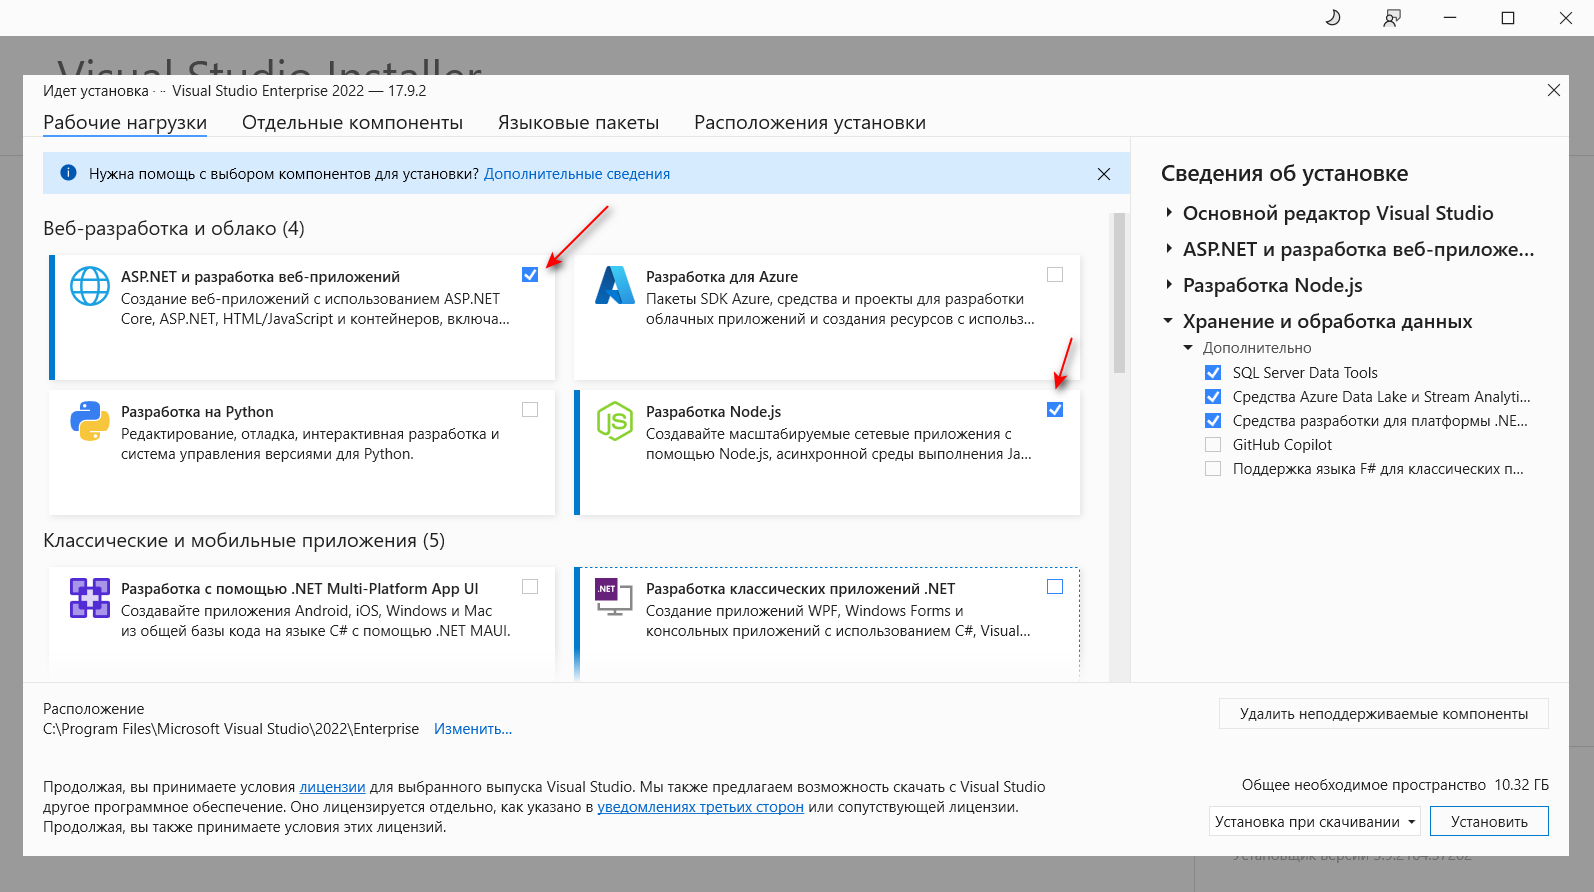 Visual Studio Installer
Идет установка · ·· Visual Studio Enterprise 2022 — 17.9.2
Рабочие нагрузки
Отдельные компоненты
Языковые пакеты
Расположения установки
Нужна помощь с выбором компонентов для установки? Дополнительные сведения
Веб-разработка и облако (4)
ASP.NET и разработка веб-приложений
Создание веб-приложений с использованием ASP.NET
Core, ASP.NET, HTML/JavaScript и контейнеров, включа...
Разработка для Azure
Пакеты SDK Azure, средства и проекты для разработки
облачных приложений и создания ресурсов с использ...
Разработка на Python
Редактирование, отладка, интерактивная разработка и
система управления версиями для Python.
JS
Разработка Node.js
Создавайте масштабируемые сетевые приложения с
помощью Node.js, асинхронной среды выполнения Ja...
Классические и мобильные приложения (5)
Разработка с помощью .NET Multi-Platform App UI
Создавайте приложения Android, iOS, Windows и Mac
из общей базы кода на языке C# с помощью .NET MAUI.
.NET
Разработка классических приложений .NET
Создание приложений WPF, Windows Forms и
консольных приложений с использованием C#, Visual...
Сведения об установке
Основной редактор Visual Studio
ASP.NET и разработка веб-приложе...
Разработка Node.js
Хранение и обработка данных
Дополнительно
SQL Server Data Tools
Средства Azure Data Lake и Stream Analyti...
Средства разработки для платформы .NE...
GitHub Copilot
Поддержка языка F# для классических п...
Расположение
C:\Program Files\Microsoft Visual Studio\2022\Enterprise Изменить...
Удалить неподдерживаемые компоненты
Продолжая, вы принимаете условия лицензии для выбранного выпуска Visual Studio. Мы также предлагаем возможность скачать с Visual Studio
другое программное обеспечение. Оно лицензируется отдельно, как указано в уведомлениях третьих сторон или сопутствующей лицензии.
Продолжая, вы также принимаете условия этих лицензий.
Общее необходимое пространство 10.32 ГБ
Установка при скачивании
Установить